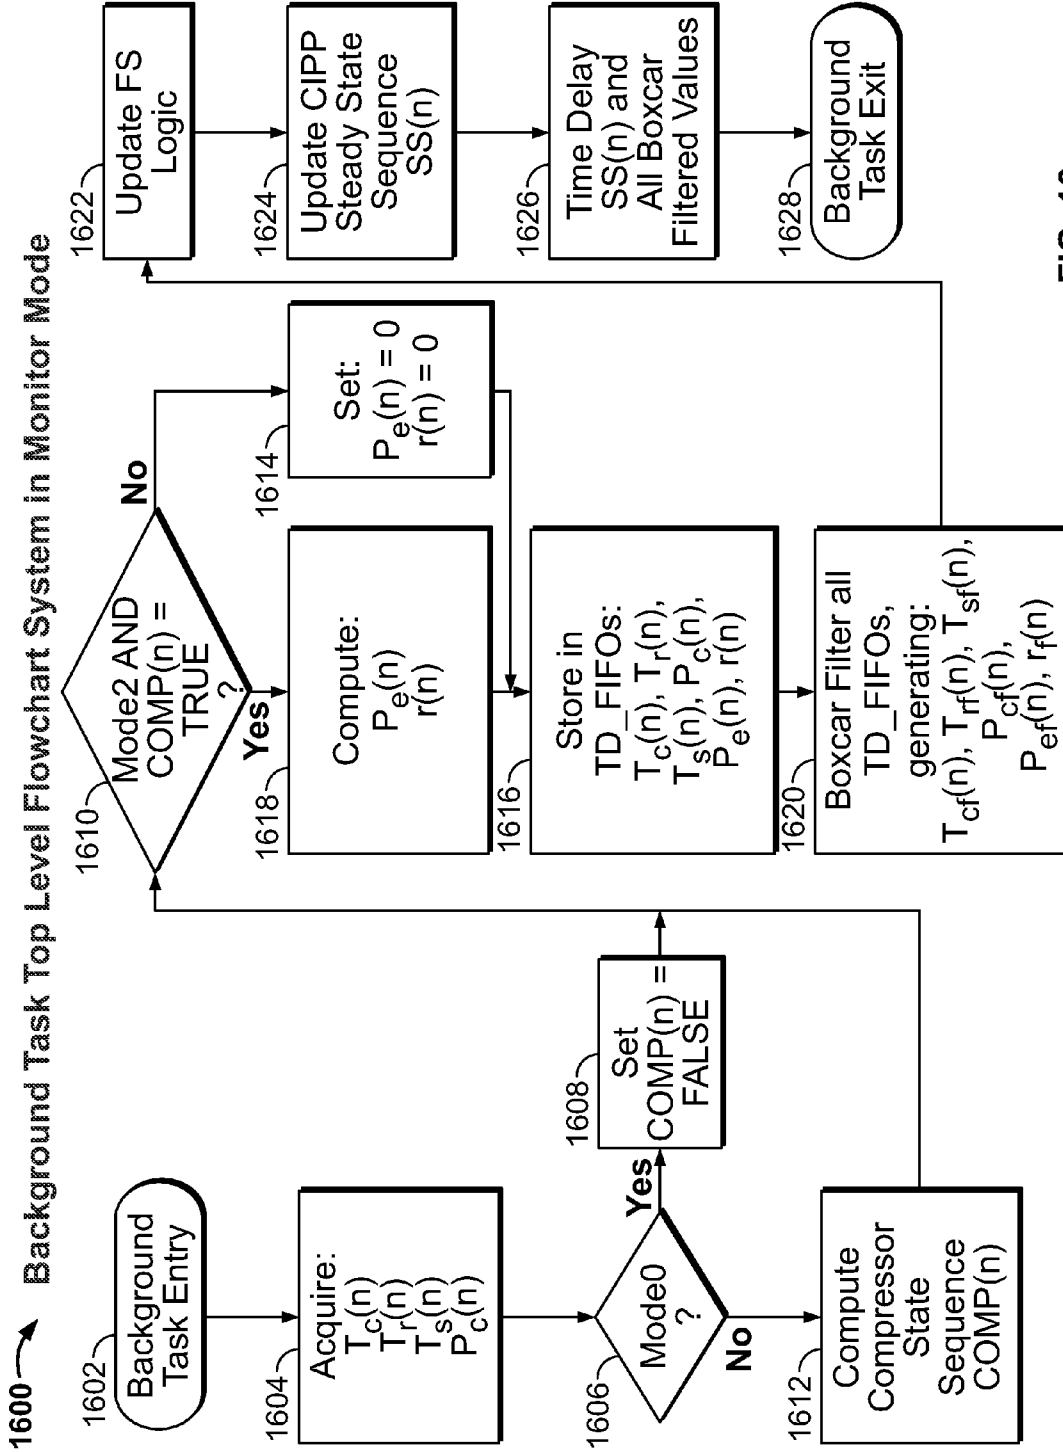 1600
Background Task Top Level Flowchart System in Monitor Mode
1602
Background
Task Entry
1604
Acquire:
Tc(n)
Tr(n)
Ts(n)
Pc(n)
1606
Mode0
?
Yes
No
1608
Set
COMP(n) =
FALSE
1612
Compute
Compressor
State
Sequence
COMP(n)
1610
Mode2 AND
COMP(n) =
TRUE
?
Yes
No
1618
Compute:
Pe(n)
r(n)
1614
Set:
Pe(n) = 0
r(n) = 0
1616
Store in
TD_FIFOs:
Tc(n), Tr(n),
Ts(n), Pc(n),
Pe(n), r(n)
1620
Boxcar Filter all
TD_FIFOs,
generating:
Tcf(n), Trf(n), Tsf(n),
Pcf(n),
Pef(n), rf(n)
1622
Update FS
Logic
1624
Update CIPP
Steady State
Sequence
SS(n)
1626
Time Delay
SS(n) and
All Boxcar
Filtered Values
1628
Background
Task Exit